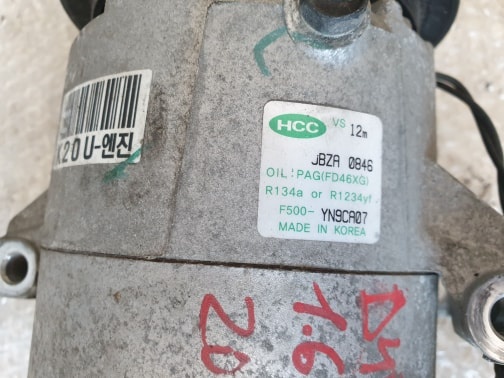 K20U-엔진
HCC VS 12m
JBZA 0846
OIL : PAG(FD46XG)
R134a or R1234yf
F500- YN9CA07
MADE IN KOREA
1.6
20